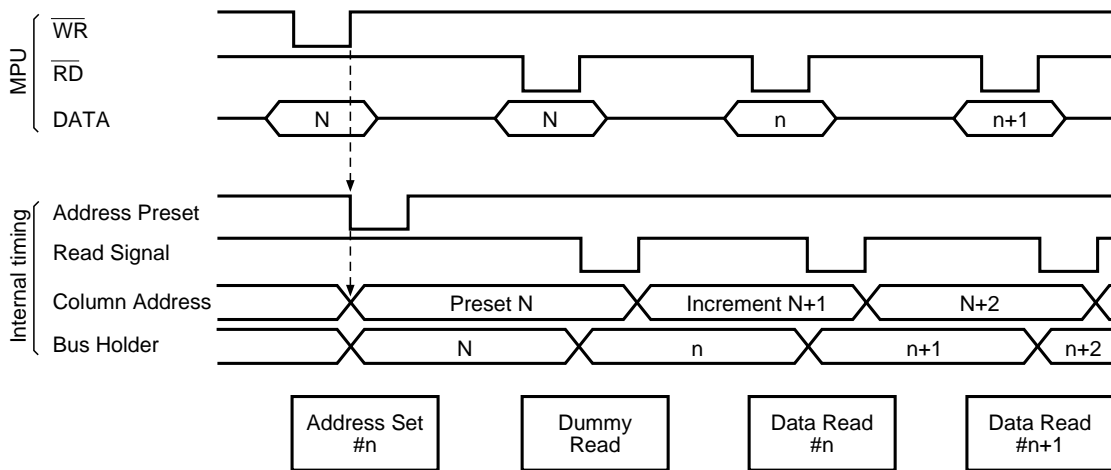 MPU
WR
RD
DATA
N
N
n
n+1
Internal timing
Address Preset
Read Signal
Column Address
Preset N
Increment N+1
N+2
Bus Holder
N
n
n+1
n+2
Address Set
#n
Dummy
Read
Data Read
#n
Data Read
#n+1